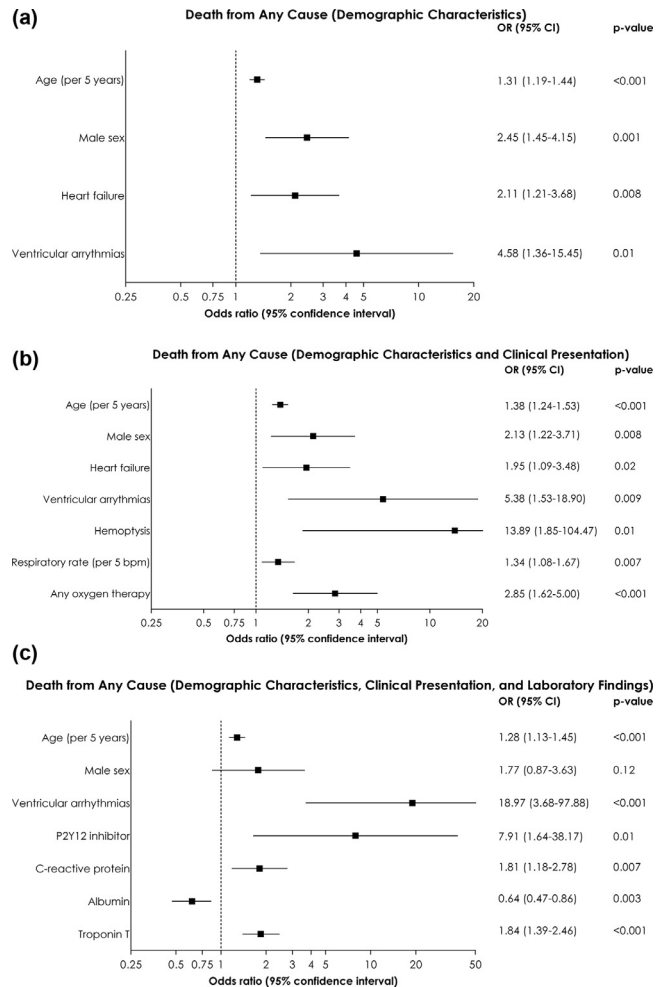 (a)
Death from Any Cause (Demographic Characteristics)
OR (95% CI) p-value
Age (per 5 years) 1.31 (1.19-1.44) <0.001
Male sex 2.45 (1.45-4.15) 0.001
Heart failure 2.11 (1.21-3.68) 0.008
Ventricular arrythmias 4.58 (1.36-15.45) 0.01
0.25 0.5 0.75 1 2 3 4 5 10 20
Odds ratio (95% confidence interval)
(b)
Death from Any Cause (Demographic Characteristics and Clinical Presentation)
OR (95% CI) p-value
Age (per 5 years) 1.38 (1.24-1.53) <0.001
Male sex 2.13 (1.22-3.71) 0.008
Heart failure 1.95 (1.09-3.48) 0.02
Ventricular arrythmias 5.38 (1.53-18.90) 0.009
Hemoptysis 13.89 (1.85-104.47) 0.01
Respiratory rate (per 5 bpm) 1.34 (1.08-1.67) 0.007
Any oxygen therapy 2.85 (1.62-5.00) <0.001
0.25 0.5 0.75 1 2 3 4 5 10 20
Odds ratio (95% confidence interval)
(c)
Death from Any Cause (Demographic Characteristics, Clinical Presentation, and Laboratory Findings)
OR (95% CI) p-value
Age (per 5 years) 1.28 (1.13-1.45) <0.001
Male sex 1.77 (0.87-3.63) 0.12
Ventricular arrhythmias 18.97 (3.68-97.88) <0.001
P2Y12 inhibitor 7.91 (1.64-38.17) 0.01
C-reactive protein 1.81 (1.18-2.78) 0.007
Albumin 0.64 (0.47-0.86) 0.003
Troponin T 1.84 (1.39-2.46) <0.001
0.25 0.5 0.75 1 2 3 4 5 10 20 50
Odds ratio (95% confidence interval)